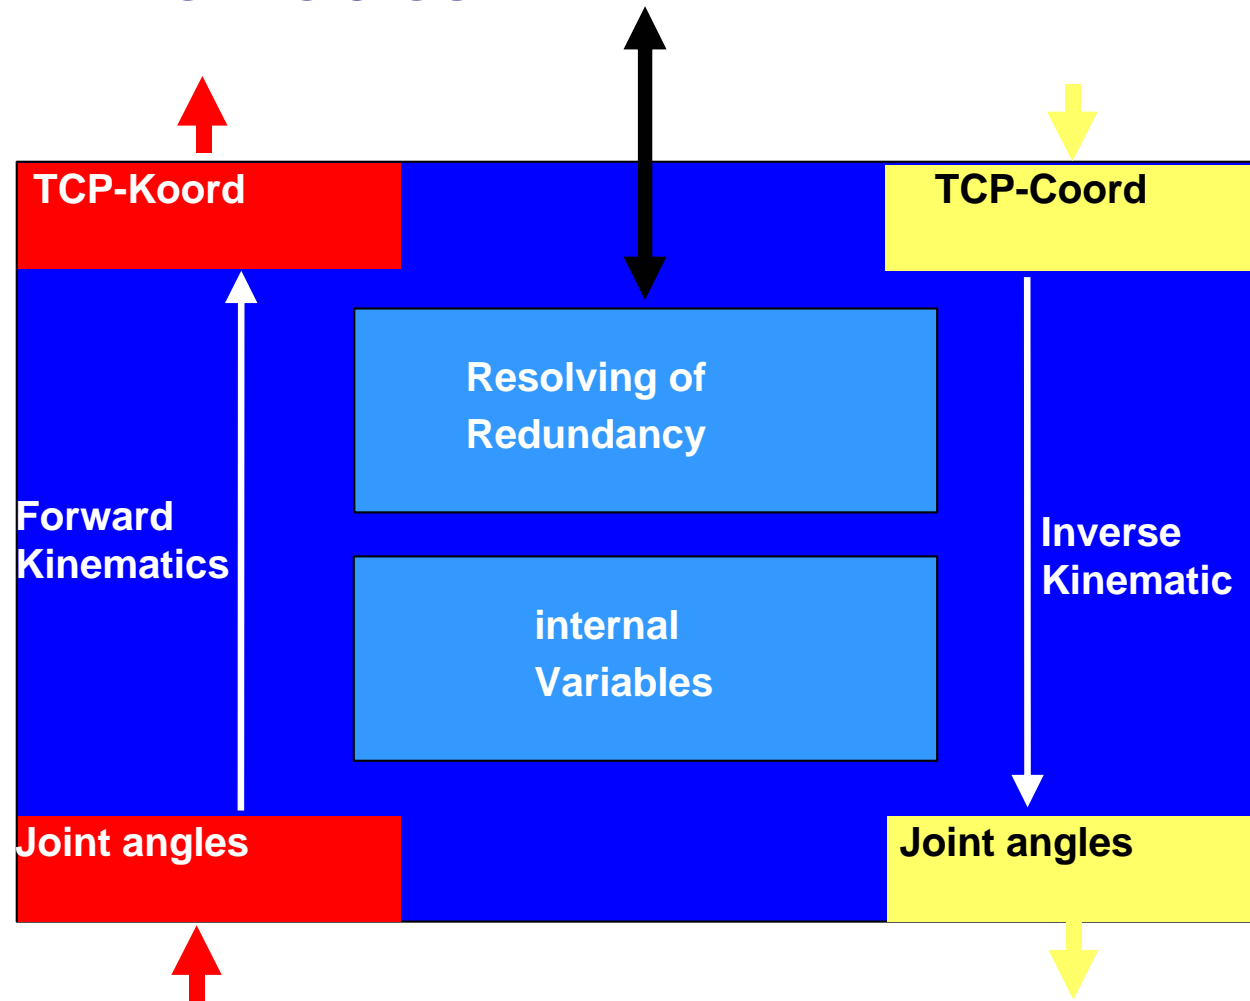 TCP-Koord
TCP-Coord
Resolving of
Redundancy
Forward
Kinematics
Inverse
Kinematic
internal
Variables
Joint angles
Joint angles